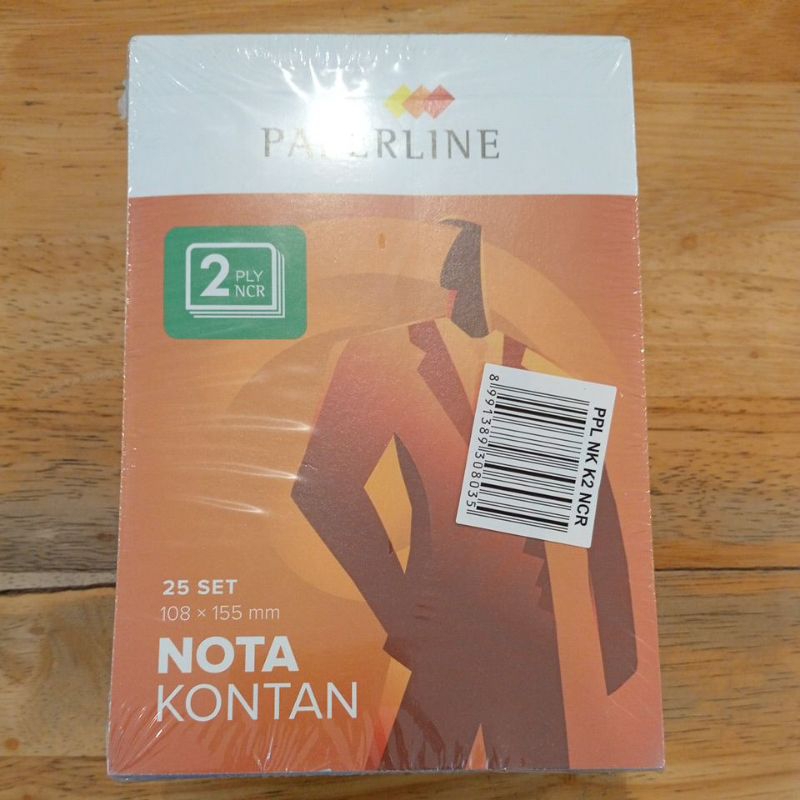 PAPERLINE
2 PLY
NCR
PPL NK K2 NCR
8991389308035
25 SET
108 × 155 mm
NOTA
KONTAN